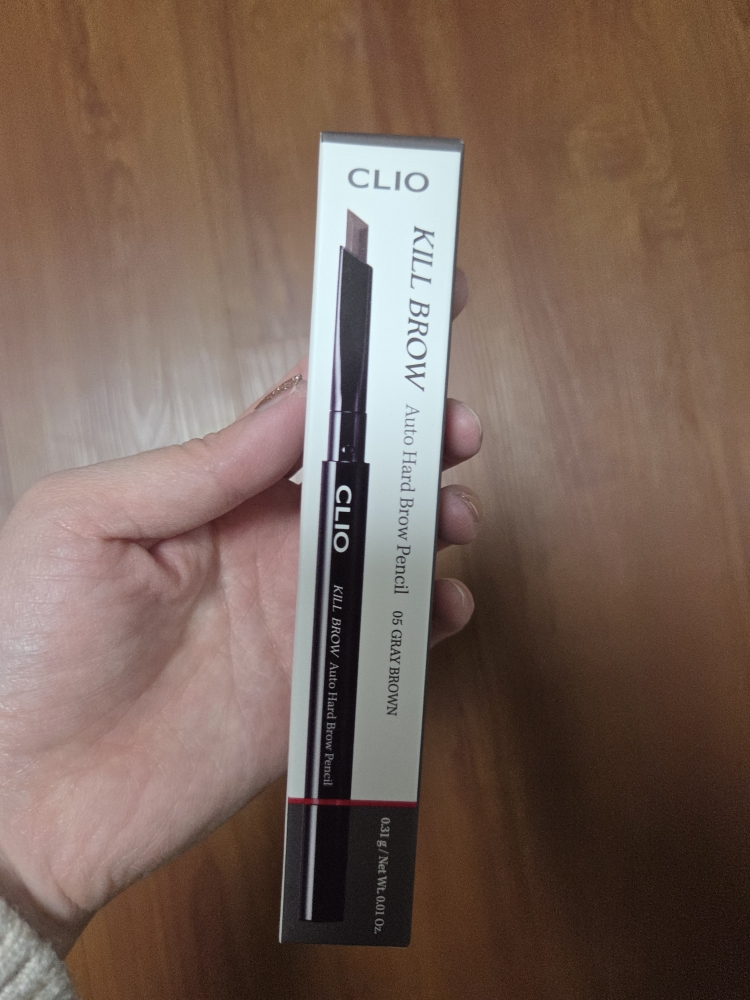 CLIO
KILL BROW Auto Hard Brow Pencil 05 GRAY BROWN
CLIO KILL BROW Auto Hard Brow Pencil
0.31 g / Net Wt. 0.01 Oz.